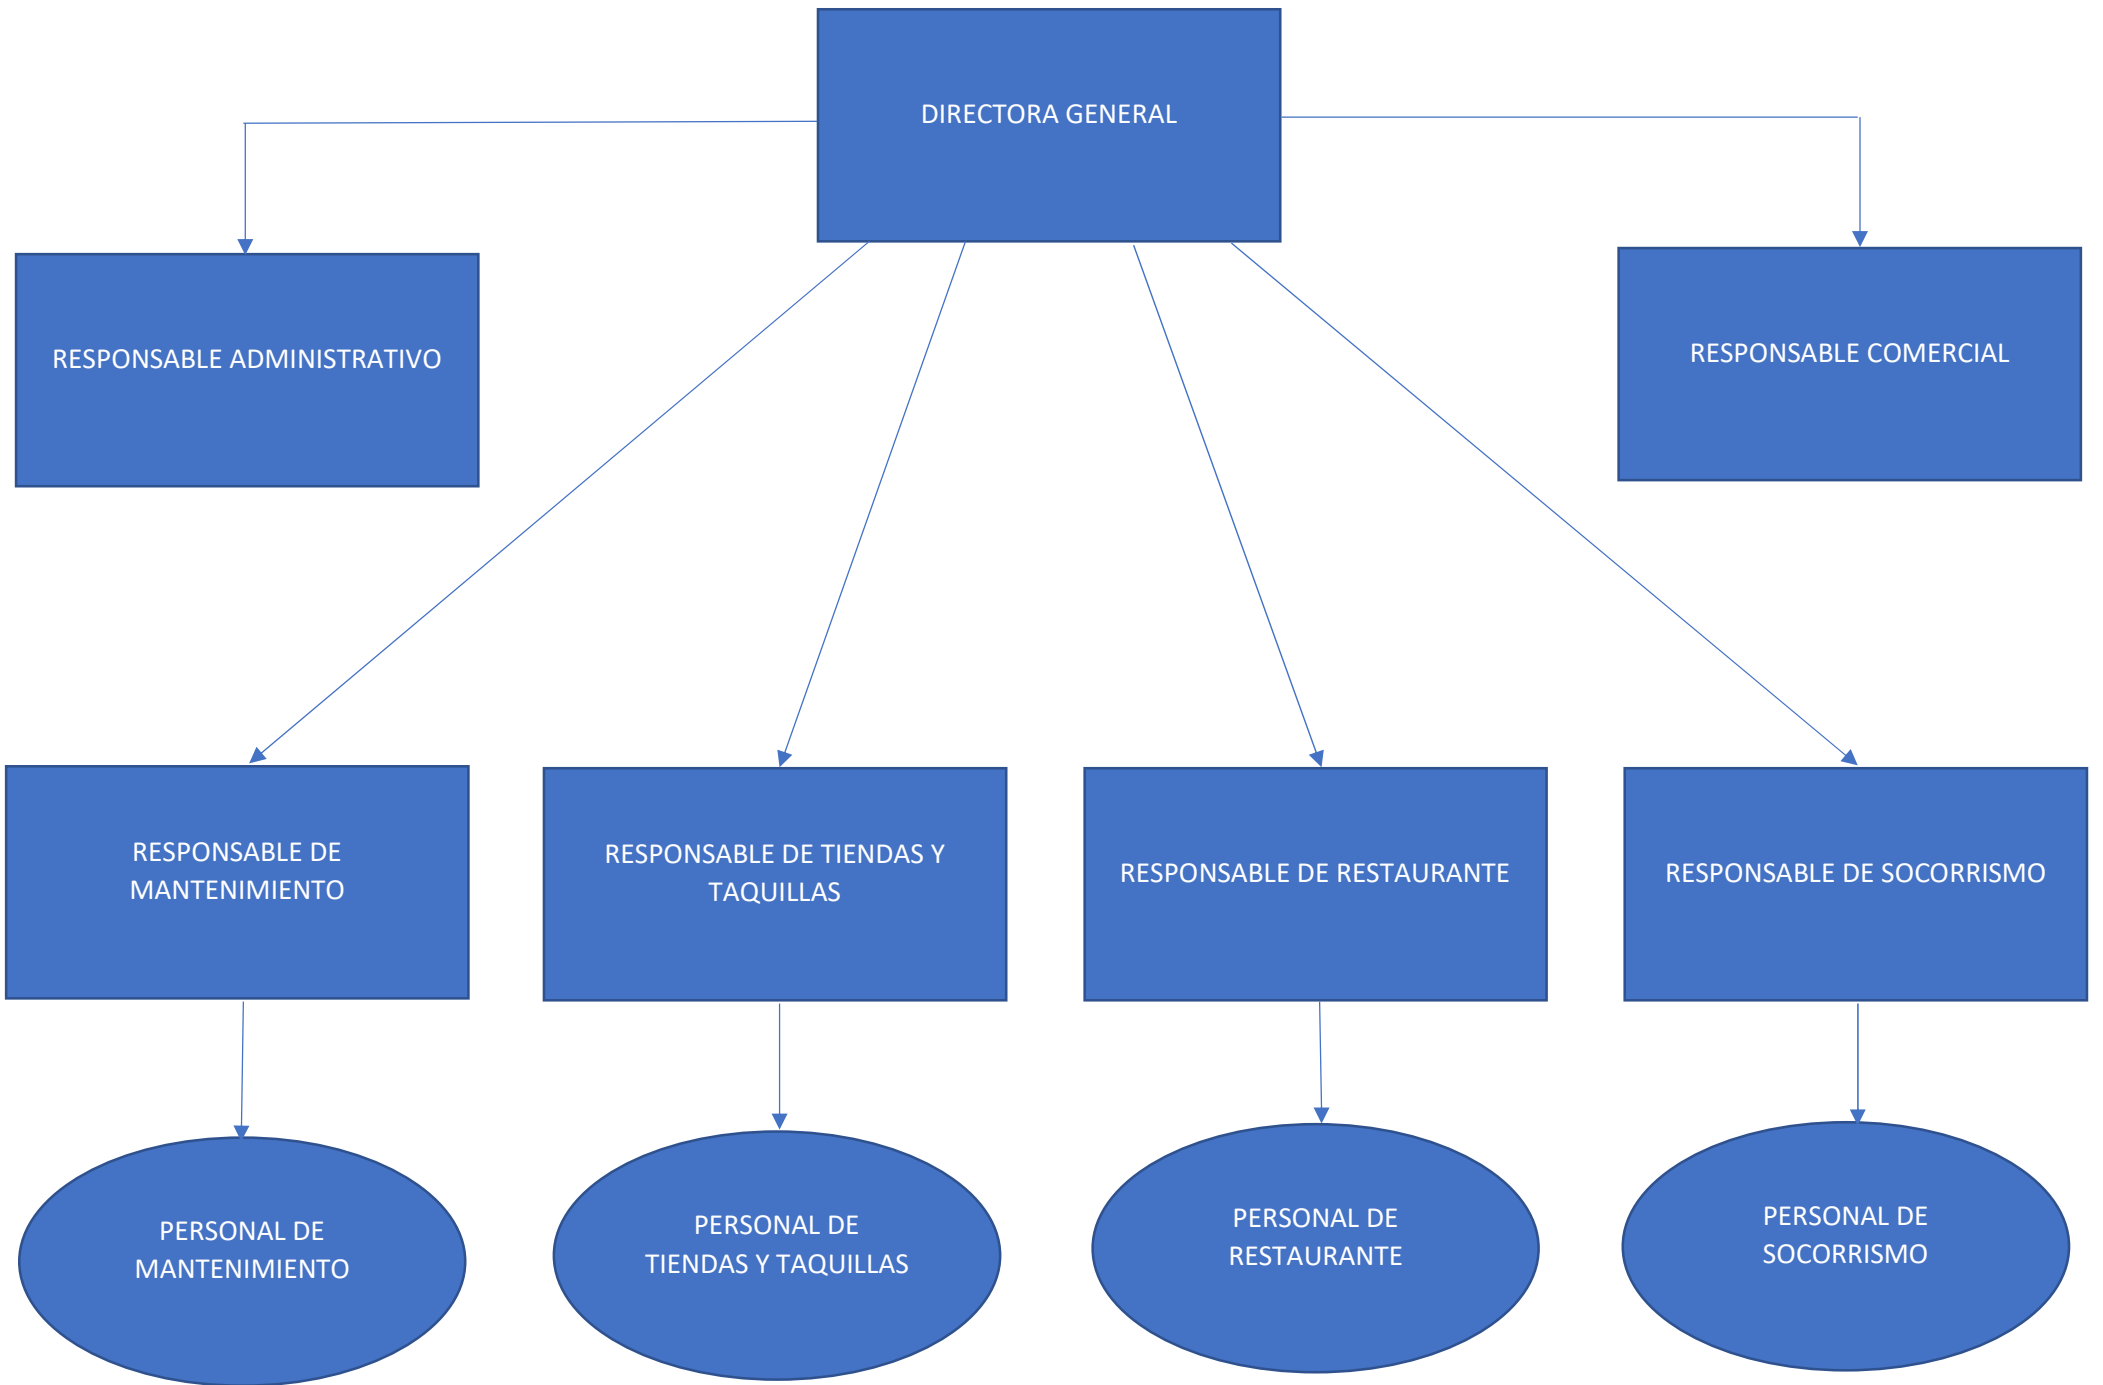 DIRECTORA GENERAL
RESPONSABLE ADMINISTRATIVO
RESPONSABLE COMERCIAL
RESPONSABLE DE
MANTENIMIENTO
RESPONSABLE DE TIENDAS Y
TAQUILLAS
RESPONSABLE DE RESTAURANTE
RESPONSABLE DE SOCORRISMO
PERSONAL DE
MANTENIMIENTO
PERSONAL DE
TIENDAS Y TAQUILLAS
PERSONAL DE
RESTAURANTE
PERSONAL DE
SOCORRISMO